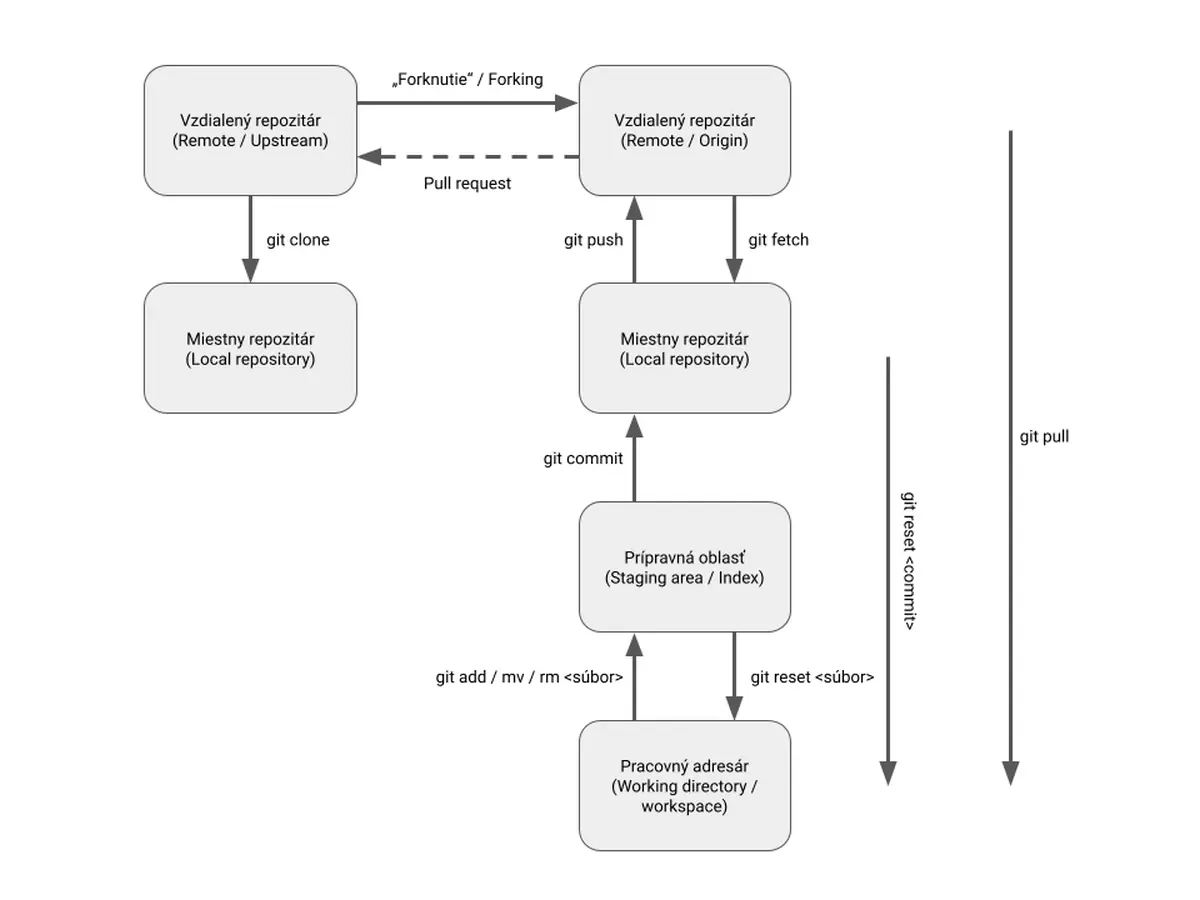 „Forknutie“ / Forking
Vzdialený repozitár
(Remote / Upstream)
Vzdialený repozitár
(Remote / Origin)
Pull request
git clone
git push
git fetch
Miestny repozitár
(Local repository)
Miestny repozitár
(Local repository)
git pull
git commit
git reset <commit>
Prípravná oblasť
(Staging area / Index)
git add / mv / rm <súbor>
git reset <súbor>
Pracovný adresár
(Working directory /
workspace)